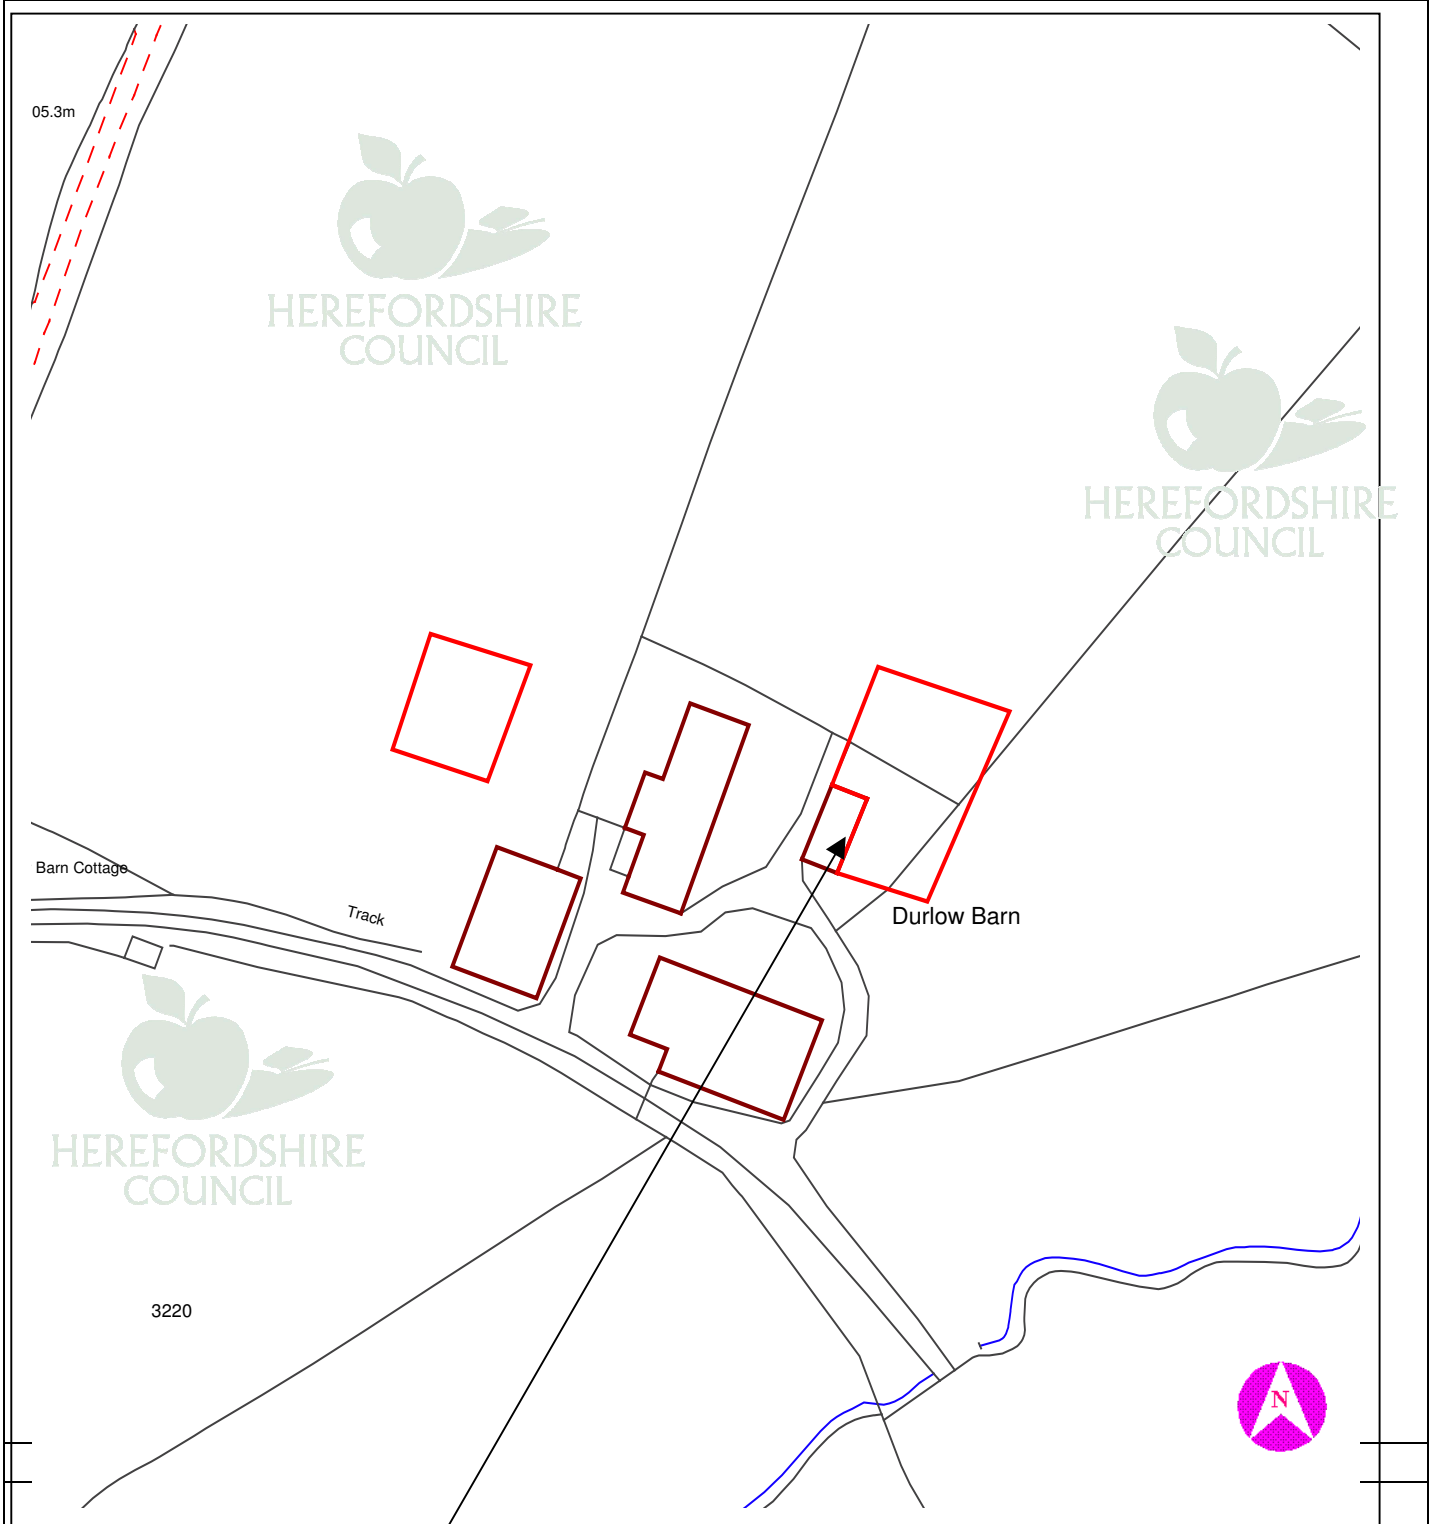 05.3m
HEREFORDSHIRE
COUNCIL
HEREFORDSHIRE
COUNCIL
Barn Cottage
Track
Durlow Barn
HEREFORDSHIRE
COUNCIL
3220
N